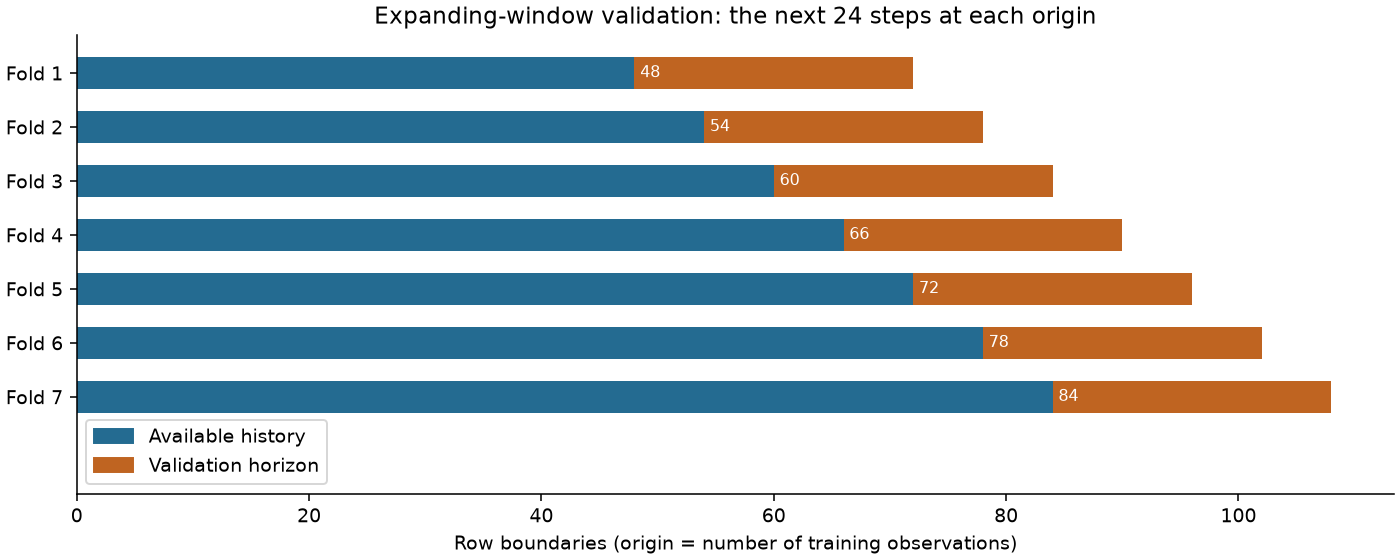 Expanding-window validation: the next 24 steps at each origin
Fold 1
48
Fold 2
54
Fold 3
60
Fold 4
66
Fold 5
72
Fold 6
78
Fold 7
84
Available history
Validation horizon
0 20 40 60 80 100
Row boundaries (origin = number of training observations)